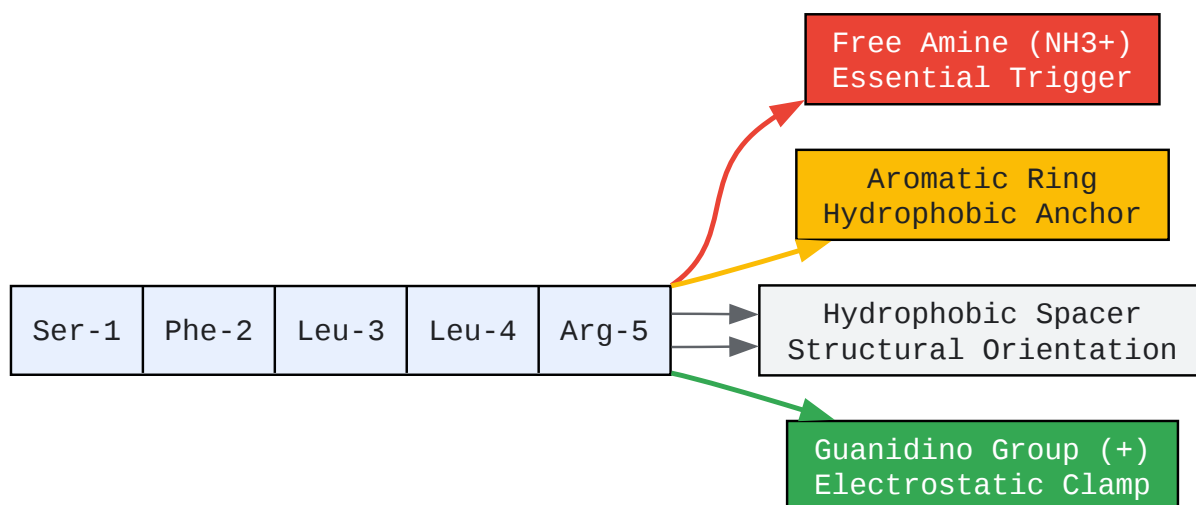 Free Amine (NH3+)
Essential Trigger
Aromatic Ring
Hydrophobic Anchor
Ser-1 Phe-2 Leu-3 Leu-4 Arg-5
Hydrophobic Spacer
Structural Orientation
Guanidino Group (+)
Electrostatic Clamp